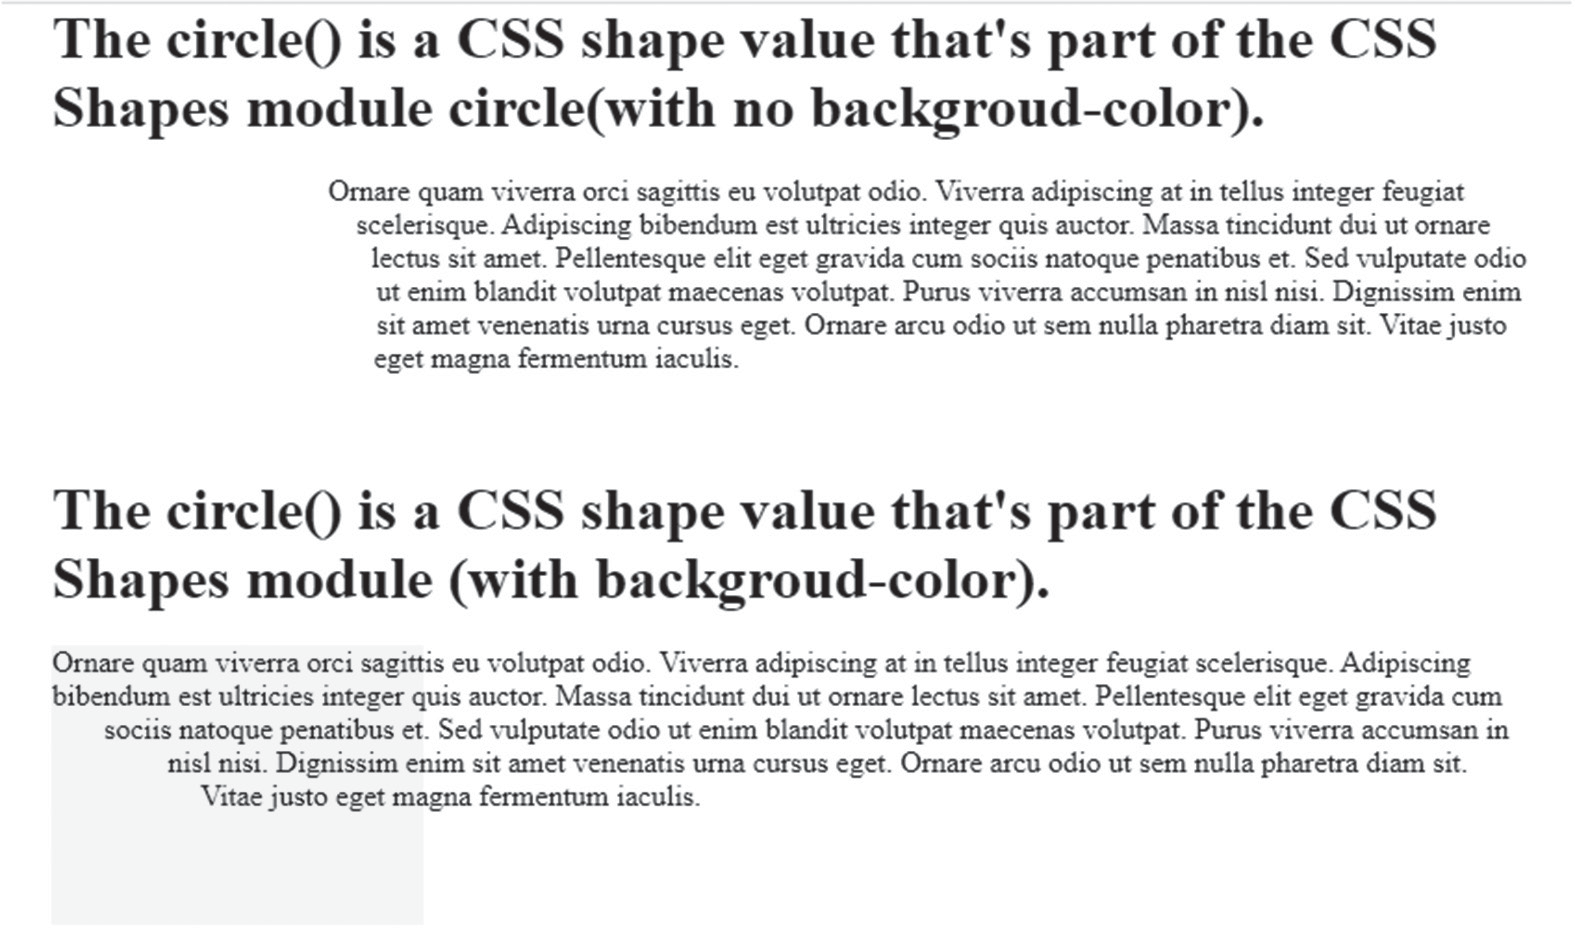 The circle() is a CSS shape value that's part of the CSS
Shapes module circle(with no backgroud-color).
Ornare quam viverra orci sagittis eu volutpat odio. Viverra adipiscing at in tellus integer feugiat
scelerisque. Adipiscing bibendum est ultricies integer quis auctor. Massa tincidunt dui ut ornare
lectus sit amet. Pellentesque elit eget gravida cum sociis natoque penatibus et. Sed vulputate odio
ut enim blandit volutpat maecenas volutpat. Purus viverra accumsan in nisl nisi. Dignissim enim
sit amet venenatis urna cursus eget. Ornare arcu odio ut sem nulla pharetra diam sit. Vitae justo
eget magna fermentum iaculis.
The circle() is a CSS shape value that's part of the CSS
Shapes module (with backgroud-color).
Ornare quam viverra orci sagittis eu volutpat odio. Viverra adipiscing at in tellus integer feugiat scelerisque. Adipiscing
bibendum est ultricies integer quis auctor. Massa tincidunt dui ut ornare lectus sit amet. Pellentesque elit eget gravida cum
sociis natoque penatibus et. Sed vulputate odio ut enim blandit volutpat maecenas volutpat. Purus viverra accumsan in
nisl nisi. Dignissim enim sit amet venenatis urna cursus eget. Ornare arcu odio ut sem nulla pharetra diam sit.
Vitae justo eget magna fermentum iaculis.